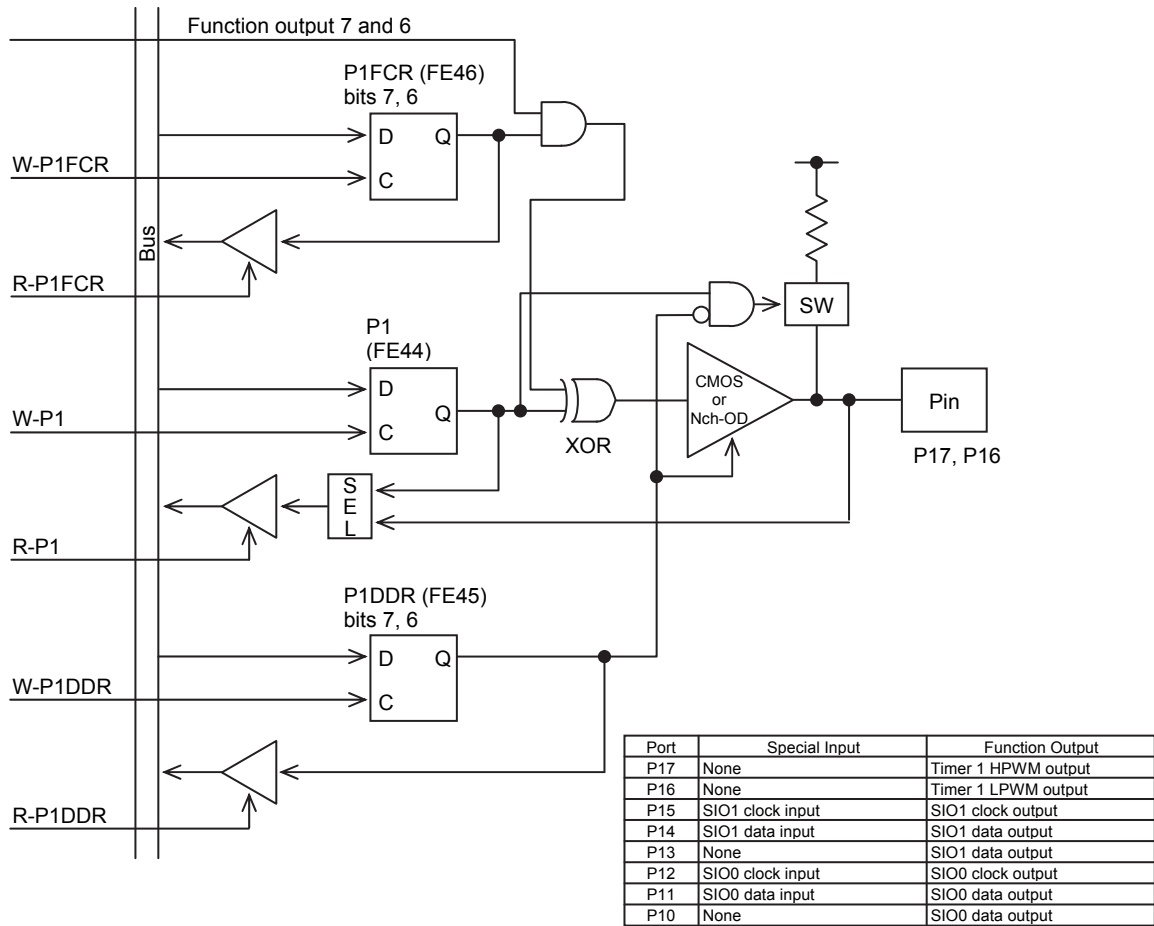 Function output 7 and 6
P1FCR (FE46)
bits 7, 6
D Q
W-P1FCR
C
Bus
R-P1FCR
SW
P1
(FE44)
D
Q
CMOS
or
Nch-OD
Pin
W-P1
C
XOR
P17, P16
S
E
L
R-P1
P1DDR (FE45)
bits 7, 6
D Q
W-P1DDR
C
R-P1DDR
Port Special Input Function Output
P17 None Timer 1 HPWM output
P16 None Timer 1 LPWM output
P15 SIO1 clock input SIO1 clock output
P14 SIO1 data input SIO1 data output
P13 None SIO1 data output
P12 SIO0 clock input SIO0 clock output
P11 SIO0 data input SIO0 data output
P10 None SIO0 data output